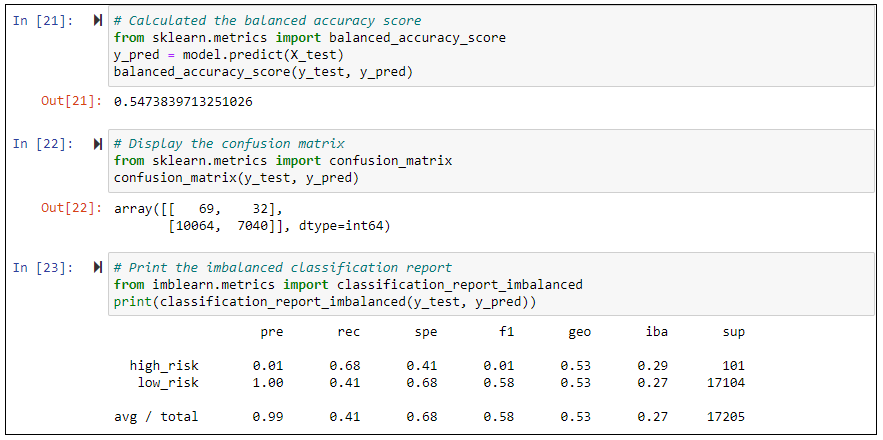 In [21]: # Calculated the balanced accuracy score
from sklearn.metrics import balanced_accuracy_score
y_pred = model.predict(X_test)
balanced_accuracy_score(y_test, y_pred)
Out[21]: 0.5473839713251026
In [22]: # Display the confusion matrix
from sklearn.metrics import confusion_matrix
confusion_matrix(y_test, y_pred)
Out[22]: array([[   69,    32],
       [10064,  7040]], dtype=int64)
In [23]: # Print the imbalanced classification report
from imblearn.metrics import classification_report_imbalanced
print(classification_report_imbalanced(y_test, y_pred))
                   pre       rec       spe        f1       geo       iba       sup
  high_risk       0.01      0.68      0.41      0.01      0.53      0.29       101
   low_risk       1.00      0.41      0.68      0.58      0.53      0.27     17104
avg / total       0.99      0.41      0.68      0.58      0.53      0.27     17205